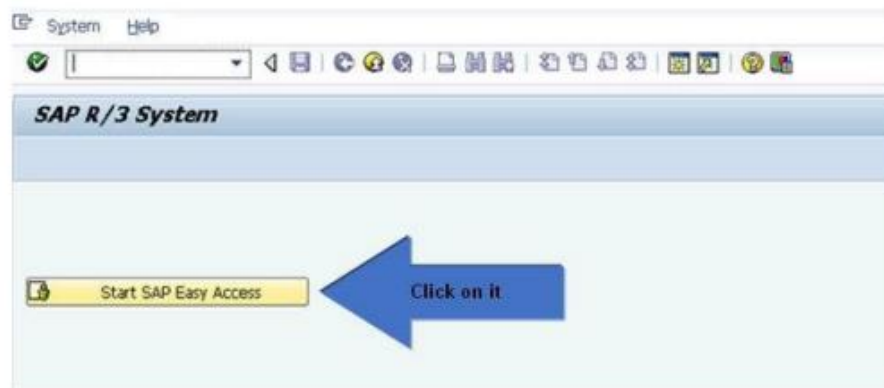 System Help
SAP R/3 System
Start SAP Easy Access
Click on it